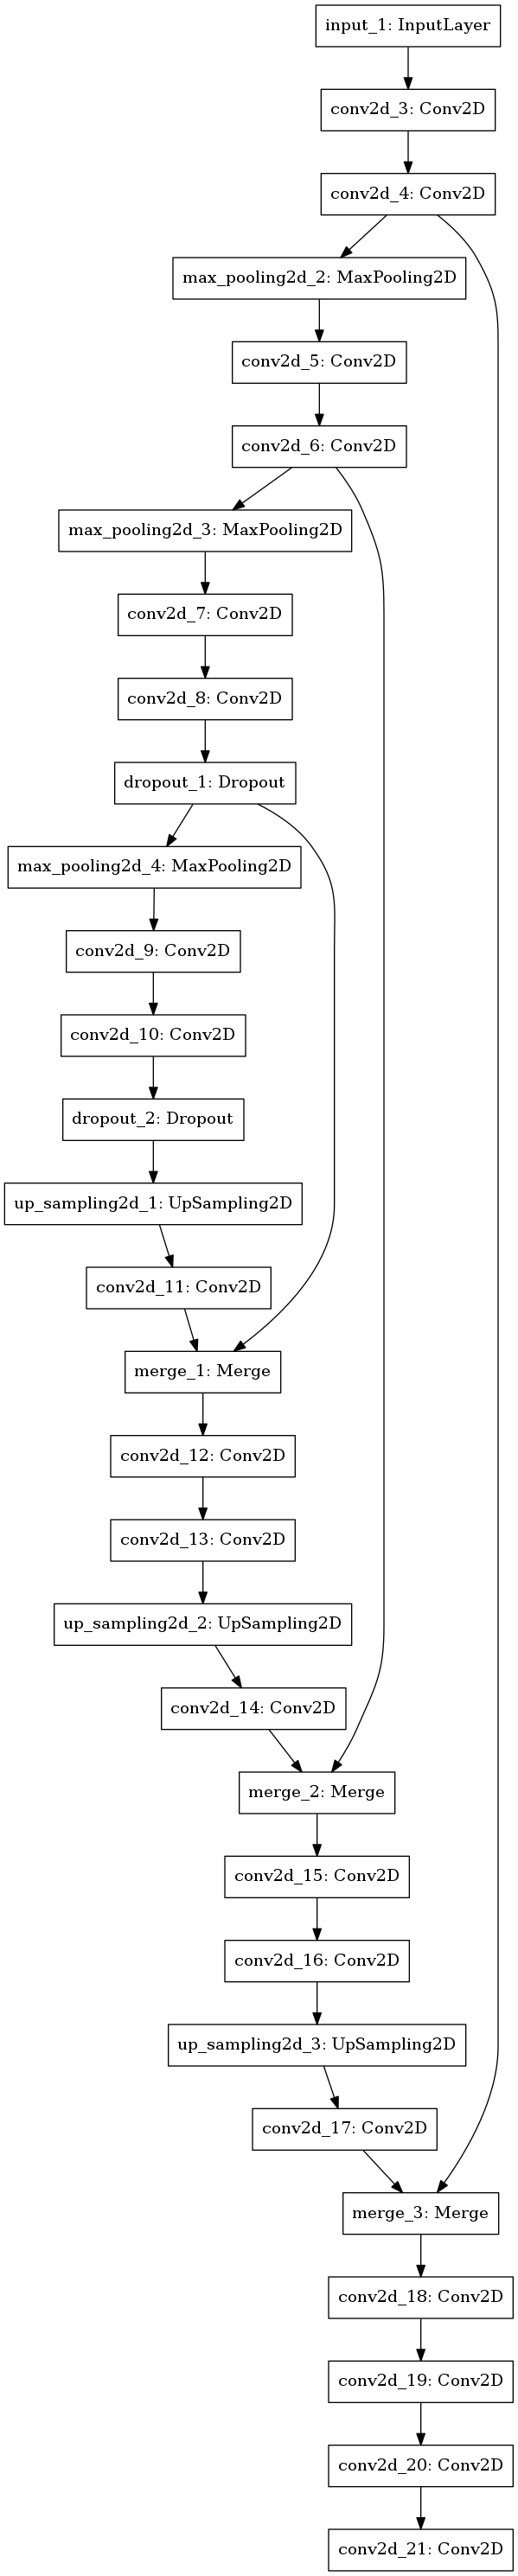 input_1: InputLayer
conv2d_3: Conv2D
conv2d_4: Conv2D
max_pooling2d_2: MaxPooling2D
conv2d_5: Conv2D
conv2d_6: Conv2D
max_pooling2d_3: MaxPooling2D
conv2d_7: Conv2D
conv2d_8: Conv2D
dropout_1: Dropout
max_pooling2d_4: MaxPooling2D
conv2d_9: Conv2D
conv2d_10: Conv2D
dropout_2: Dropout
up_sampling2d_1: UpSampling2D
conv2d_11: Conv2D
merge_1: Merge
conv2d_12: Conv2D
conv2d_13: Conv2D
up_sampling2d_2: UpSampling2D
conv2d_14: Conv2D
merge_2: Merge
conv2d_15: Conv2D
conv2d_16: Conv2D
up_sampling2d_3: UpSampling2D
conv2d_17: Conv2D
merge_3: Merge
conv2d_18: Conv2D
conv2d_19: Conv2D
conv2d_20: Conv2D
conv2d_21: Conv2D